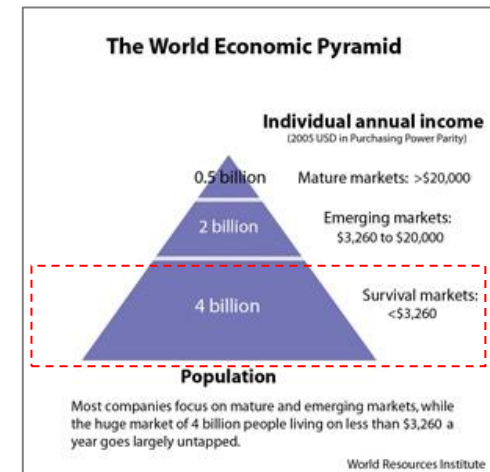 The World Economic Pyramid
Individual annual income
(2005 USD in Purchasing Power Parity)
0.5 billion
Mature markets: >$20,000
2 billion
Emerging markets:
$3,260 to $20,000
4 billion
Survival markets:
<$3,260
Population
Most companies focus on mature and emerging markets, while
the huge market of 4 billion people living on less than $3,260 a
year goes largely untapped.
World Resources Institute